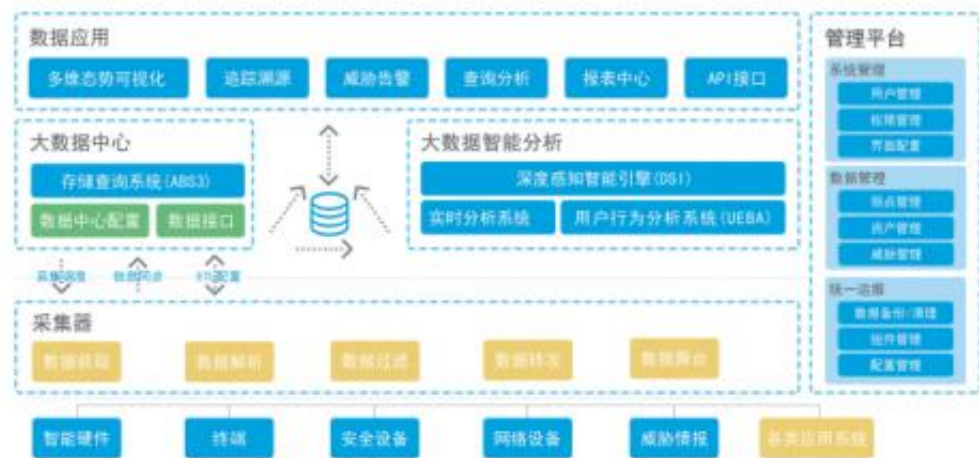 数据应用
多维态势可视化
追踪溯源
威胁告警
查询分析
报表中心
API接口
大数据中心
存储查询系统(ABS3)
数据中心配置
数据接口
大数据智能分析
深度感知智能引擎(DSI)
实时分析系统
用户行为分析系统(UEBA)
采集器
数据获取
数据解析
数据过滤
数据转发
数据聚合
智能硬件
终端
安全设备
网络设备
威胁情报
各类应用系统
管理平台
系统管理
用户管理
权限管理
界面配置
数据管理
弱点管理
资产管理
威胁管理
统一运维
数据备份/清理
组件管理
配置管理